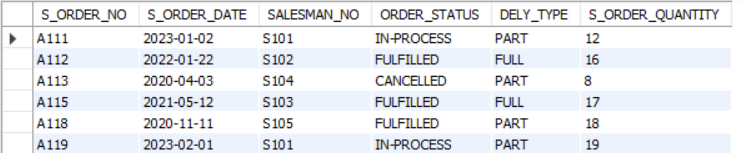 S_ORDER_NO S_ORDER_DATE SALESMAN_NO ORDER_STATUS DELY_TYPE S_ORDER_QUANTITY
A111 2023-01-02 S101 IN-PROCESS PART 12
A112 2022-01-22 S102 FULFILLED FULL 16
A113 2020-04-03 S104 CANCELLED PART 8
A115 2021-05-12 S103 FULFILLED FULL 17
A118 2020-11-11 S105 FULFILLED PART 18
A119 2023-02-01 S101 IN-PROCESS PART 19